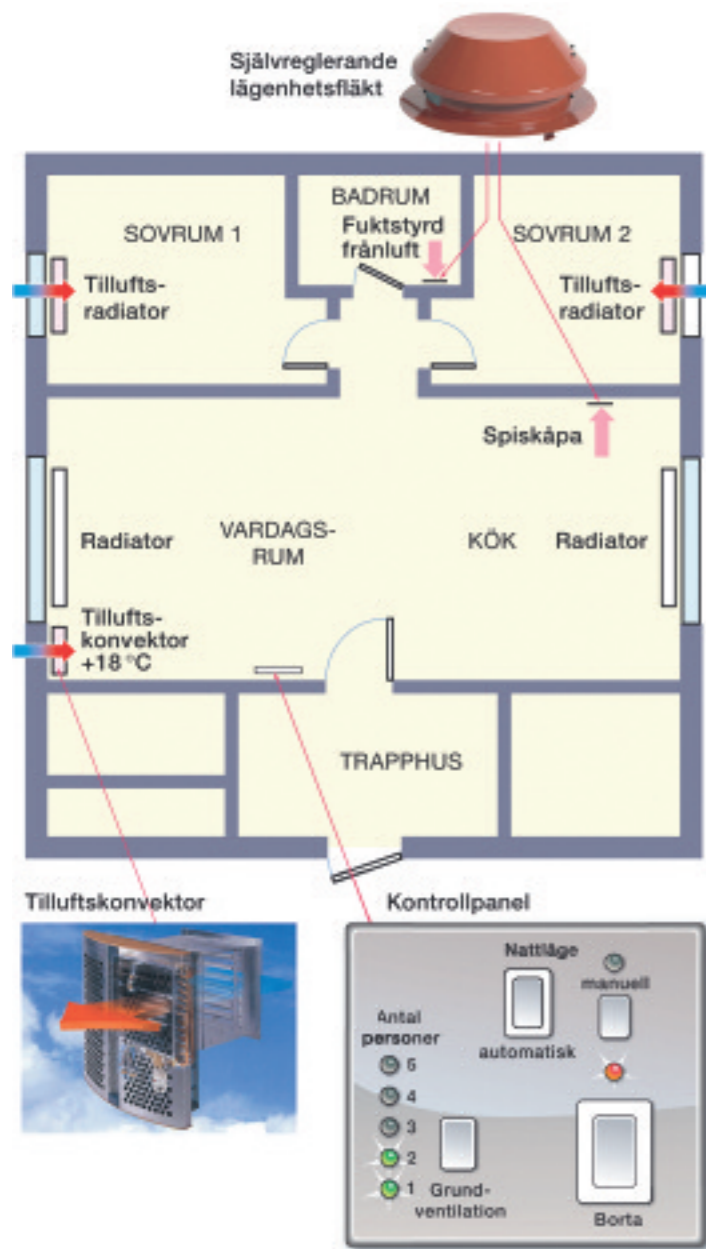 Självreglerande
lägenhetsfläkt
BADRUM
SOVRUM 1
Fuktstyrd
frånluft
SOVRUM 2
Tillufts-
radiator
Tillufts-
radiator
Spiskåpa
Radiator
VARDAGS-
RUM
KÖK
Radiator
Tillufts-
konvektor
+18 °C
TRAPPHUS
Tilluftskonvektor
Kontrollpanel
Nattläge
manuell
Antal
personer
automatisk
5
4
3
2
1
Grund-
ventilation
Borta